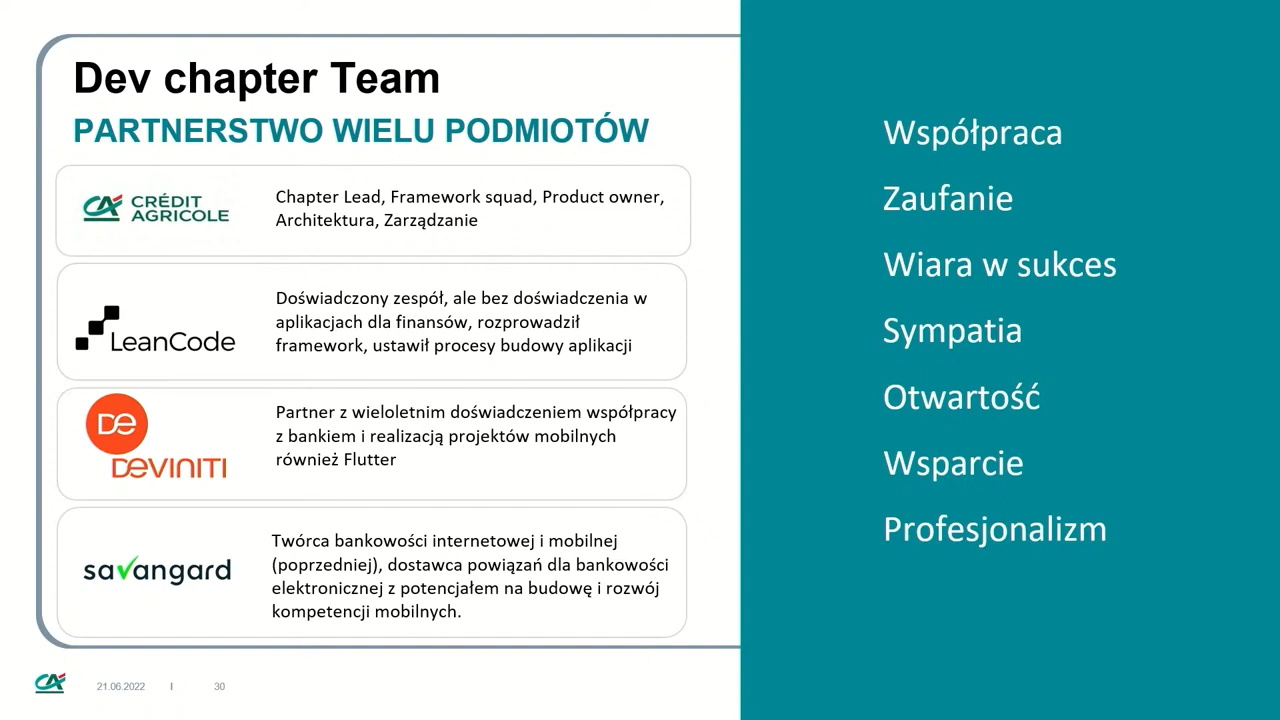 Dev chapter Team
PARTNERSTWO WIELU PODMIOTÓW
CRÉDIT
AGRICOLE
Chapter Lead, Framework squad, Product owner,
Architektura, Zarządzanie
LeanCode
Doświadczony zespół, ale bez doświadczenia w
aplikacjach dla finansów, rozprowadził
framework, ustawił procesy budowy aplikacji
DE
DEVINITI
Partner z wieloletnim doświadczeniem współpracy
z bankiem i realizacją projektów mobilnych
również Flutter
savangard
Twórca bankowości internetowej i mobilnej
(poprzedniej), dostawca powiązań dla bankowości
elektronicznej z potencjałem na budowę i rozwój
kompetencji mobilnych.
Współpraca
Zaufanie
Wiara w sukces
Sympatia
Otwartość
Wsparcie
Profesjonalizm
21.06.2022 | 30